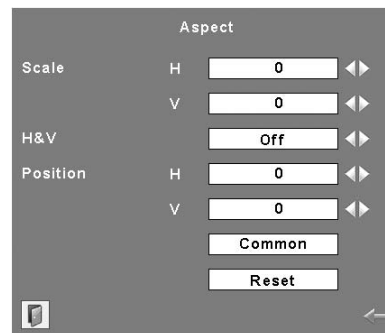 Aspect
Scale H 0
V 0
H&V Off
Position H 0
V 0
Common
Reset